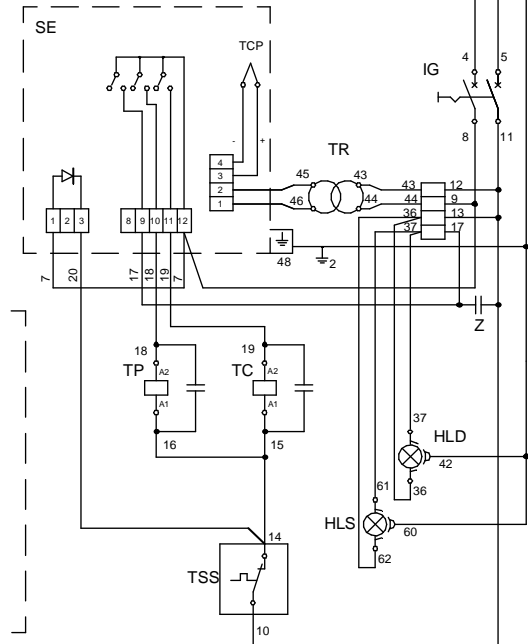 SE
TCP
4 5
IG
8 11
- +
TR
4
3
2
1
45 43
46 44
43 12
44 9
36 13
37 17
1 2 3
8 9 10 11 12
48
2
7 20 17 18 19 7
Z
18 19
TP A2 TC A2
A1 A1
16 15
37
HLD
42
36
61
HLS
60
62
14
TSS
10